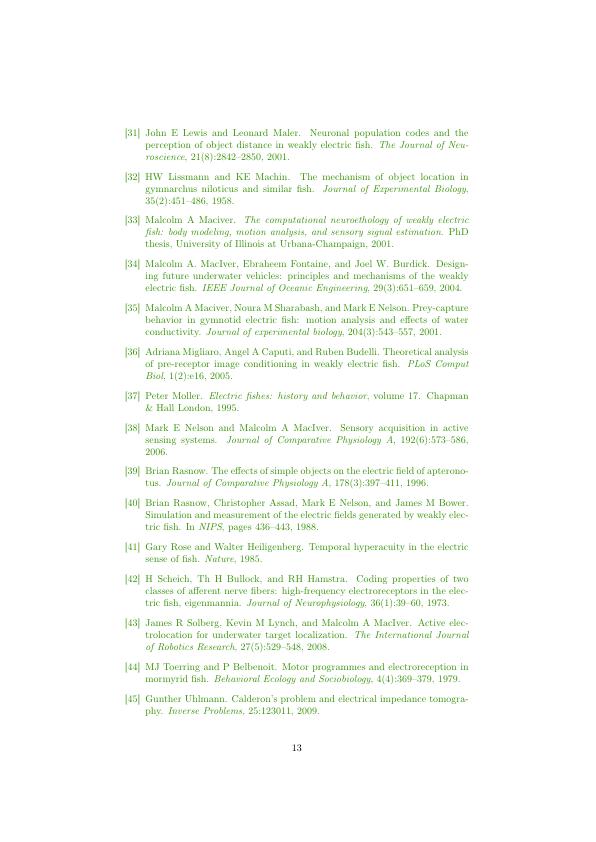 [31] John E Lewis and Leonard Maler. Neuronal population codes and the
perception of object distance in weakly electric fish. The Journal of Neu-
roscience, 21(8):2842–2850, 2001.
[32] HW Lissmann and KE Machin. The mechanism of object location in
gymnarchus niloticus and similar fish. Journal of Experimental Biology,
35(2):451–486, 1958.
[33] Malcolm A Maciver. The computational neuroethology of weakly electric
fish: body modeling, motion analysis, and sensory signal estimation. PhD
thesis, University of Illinois at Urbana-Champaign, 2001.
[34] Malcolm A. MacIver, Ebraheem Fontaine, and Joel W. Burdick. Design-
ing future underwater vehicles: principles and mechanisms of the weakly
electric fish. IEEE Journal of Oceanic Engineering, 29(3):651–659, 2004.
[35] Malcolm A Maciver, Noura M Sharabash, and Mark E Nelson. Prey-capture
behavior in gymnotid electric fish: motion analysis and effects of water
conductivity. Journal of experimental biology, 204(3):543–557, 2001.
[36] Adriana Migliaro, Angel A Caputi, and Ruben Budelli. Theoretical analysis
of pre-receptor image conditioning in weakly electric fish. PLoS Comput
Biol, 1(2):e16, 2005.
[37] Peter Moller. Electric fishes: history and behavior, volume 17. Chapman
& Hall London, 1995.
[38] Mark E Nelson and Malcolm A MacIver. Sensory acquisition in active
sensing systems. Journal of Comparative Physiology A, 192(6):573–586,
2006.
[39] Brian Rasnow. The effects of simple objects on the electric field of apterono-
tus. Journal of Comparative Physiology A, 178(3):397–411, 1996.
[40] Brian Rasnow, Christopher Assad, Mark E Nelson, and James M Bower.
Simulation and measurement of the electric fields generated by weakly elec-
tric fish. In NIPS, pages 436–443, 1988.
[41] Gary Rose and Walter Heiligenberg. Temporal hyperacuity in the electric
sense of fish. Nature, 1985.
[42] H Scheich, Th H Bullock, and RH Hamstra. Coding properties of two
classes of afferent nerve fibers: high-frequency electroreceptors in the elec-
tric fish, eigenmannia. Journal of Neurophysiology, 36(1):39–60, 1973.
[43] James R Solberg, Kevin M Lynch, and Malcolm A MacIver. Active elec-
trolocation for underwater target localization. The International Journal
of Robotics Research, 27(5):529–548, 2008.
[44] MJ Toerring and P Belbenoit. Motor programmes and electroreception in
mormyrid fish. Behavioral Ecology and Sociobiology, 4(4):369–379, 1979.
[45] Gunther Uhlmann. Calderon's problem and electrical impedance tomogra-
phy. Inverse Problems, 25:123011, 2009.
13